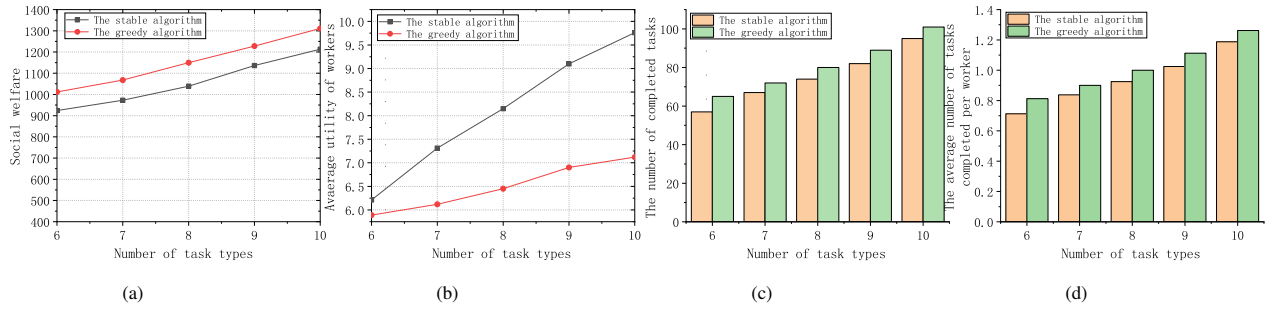 1400
1300
1200
1100
1000
900
800
700
600
500
400
Social welfare
The stable algorithm
The greedy algorithm
6 7 8 9 10
Number of task types
(a)
10.0
9.5
9.0
8.5
8.0
7.5
7.0
6.5
6.0
Avaerage utility of workers
The stable algorithm
The greedy algorithm
6 7 8 9 10
Number of task types
(b)
100
80
60
40
20
0
The number of completed tasks
The stable algorithm
The greedy algorithm
6 7 8 9 10
Number of task types
(c)
1.4
1.2
1.0
0.8
0.6
0.4
0.2
0.0
The average number of tasks
completed per worker
The stable algorithm
The greedy algorithm
6 7 8 9 10
Number of task types
(d)